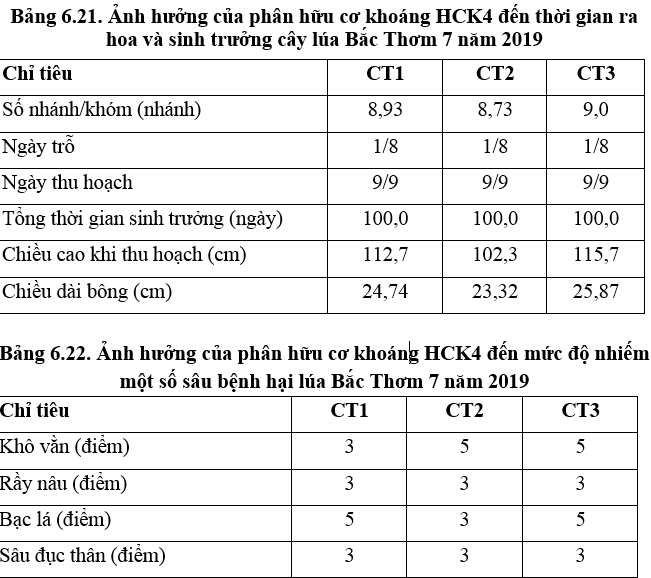 Bảng 6.21. Ảnh hưởng của phân hữu cơ khoáng HCK4 đến thời gian ra
hoa và sinh trưởng cây lúa Bắc Thơm 7 năm 2019
Chỉ tiêu CT1 CT2 CT3
Số nhánh/khóm (nhánh) 8,93 8,73 9,0
Ngày trỗ 1/8 1/8 1/8
Ngày thu hoạch 9/9 9/9 9/9
Tổng thời gian sinh trưởng (ngày) 100,0 100,0 100,0
Chiều cao khi thu hoạch (cm) 112,7 102,3 115,7
Chiều dài bông (cm) 24,74 23,32 25,87
Bảng 6.22. Ảnh hưởng của phân hữu cơ khoáng HCK4 đến mức độ nhiễm
một số sâu bệnh hại lúa Bắc Thơm 7 năm 2019
Chỉ tiêu CT1 CT2 CT3
Khô vằn (điểm) 3 5 5
Rầy nâu (điểm) 3 3 3
Bạc lá (điểm) 5 3 5
Sâu đục thân (điểm) 3 3 3